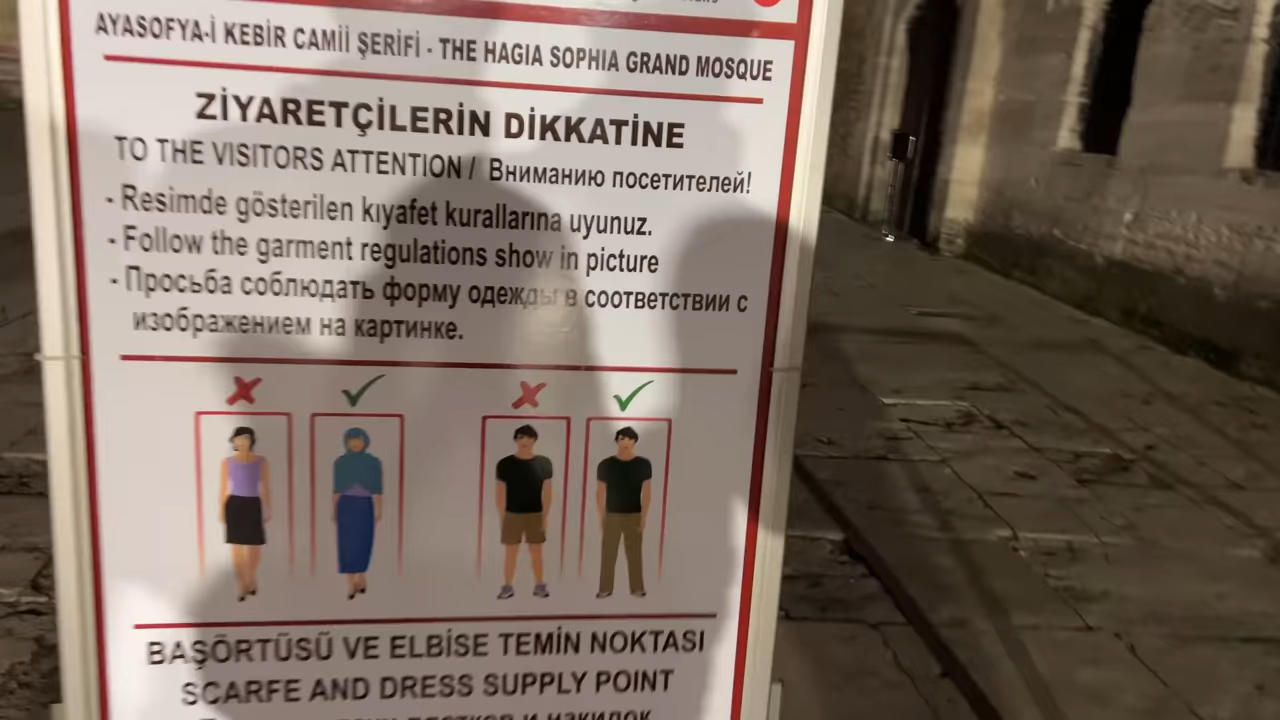 AYASOFYA-İ KEBİR CAMİİ ŞERİFİ - THE HAGIA SOPHIA GRAND MOSQUE
ZİYARETÇİLERİN DİKKATİNE
TO THE VISITORS ATTENTION / Вниманию посетителей!
- Resimde gösterilen kıyafet kurallarına uyunuz.
- Follow the garment regulations show in picture
- Просьба соблюдать форму одежды в соответствии с
изображением на картинке.
BAŞÖRTÜSÜ VE ELBİSE TEMİN NOKTASI
SCARFE AND DRESS SUPPLY POINT
платков и накидок